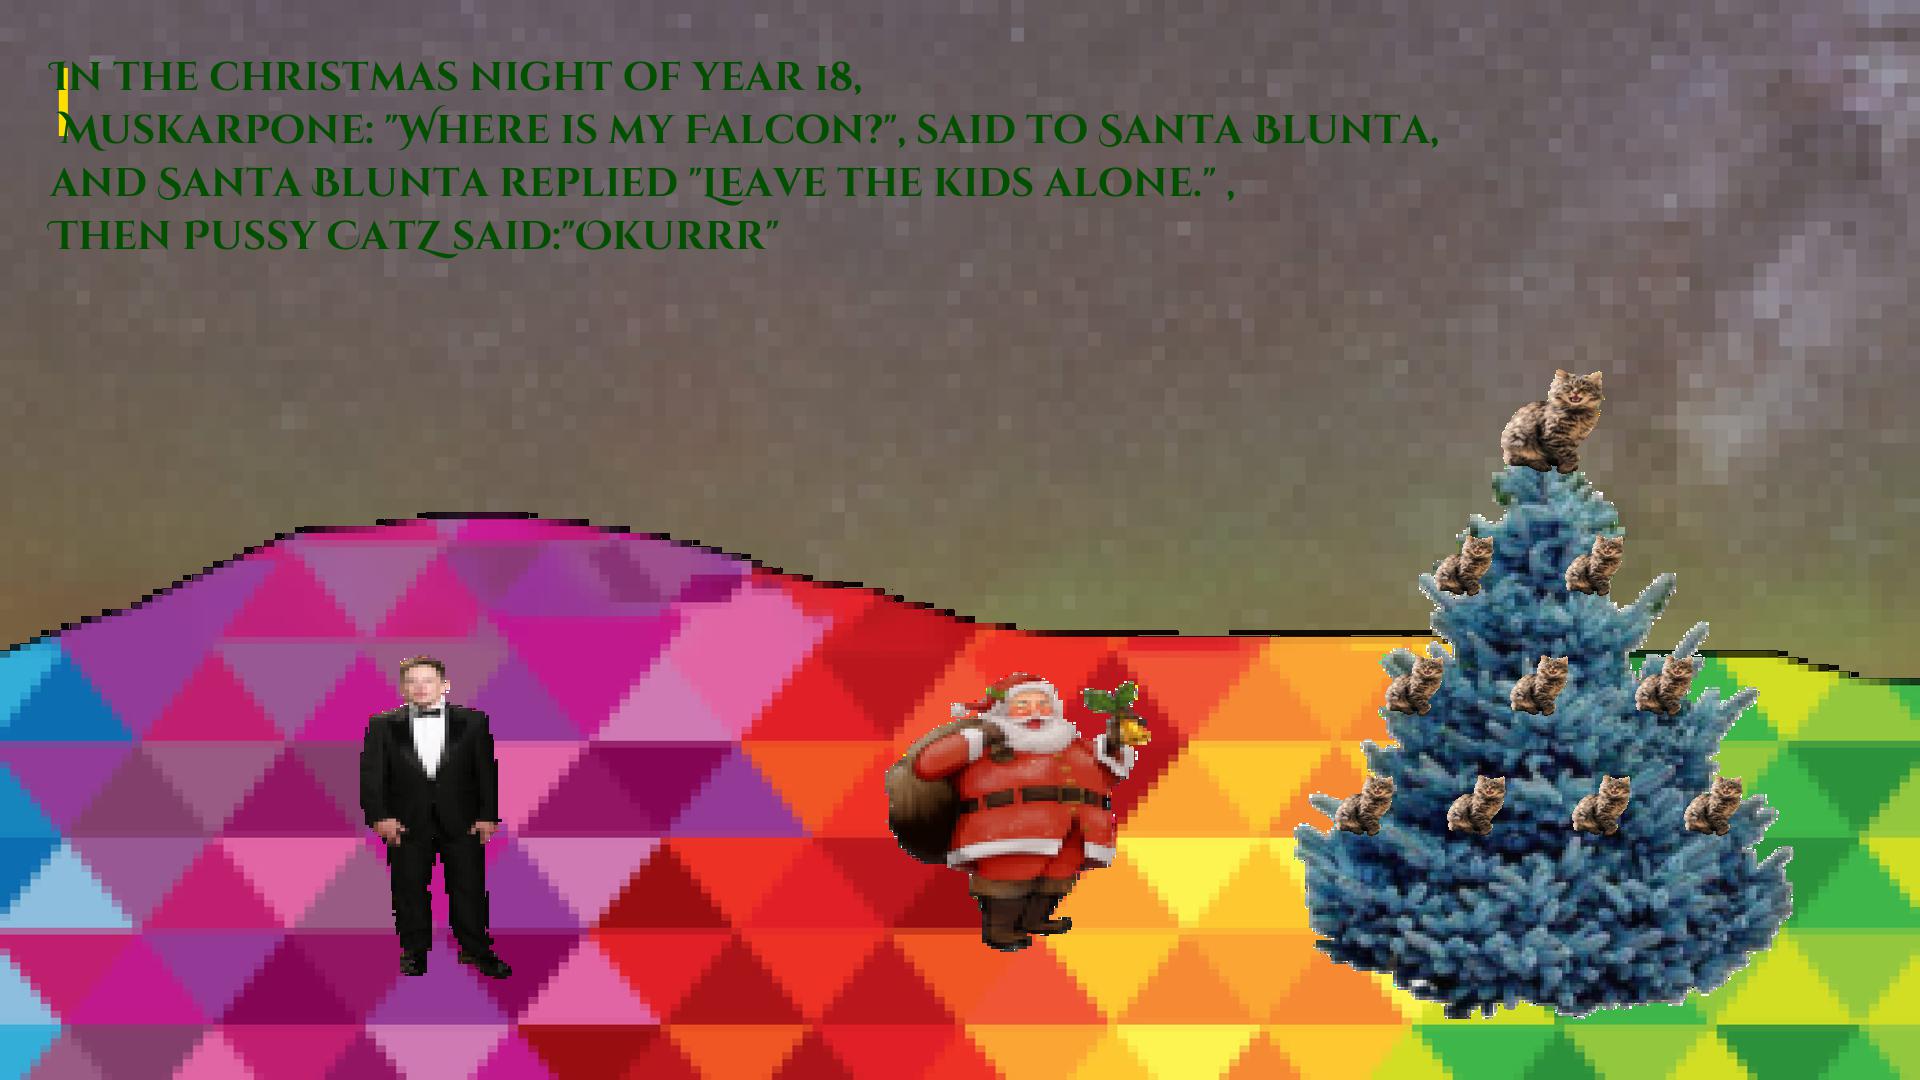 In the Christmas night of year 18,
Muskarpone: "Where is my Falcon?", said to Santa Blunta,
and Santa Blunta replied "Leave the kids alone." ,
Then Pussy CatZ said:"Okurrr"